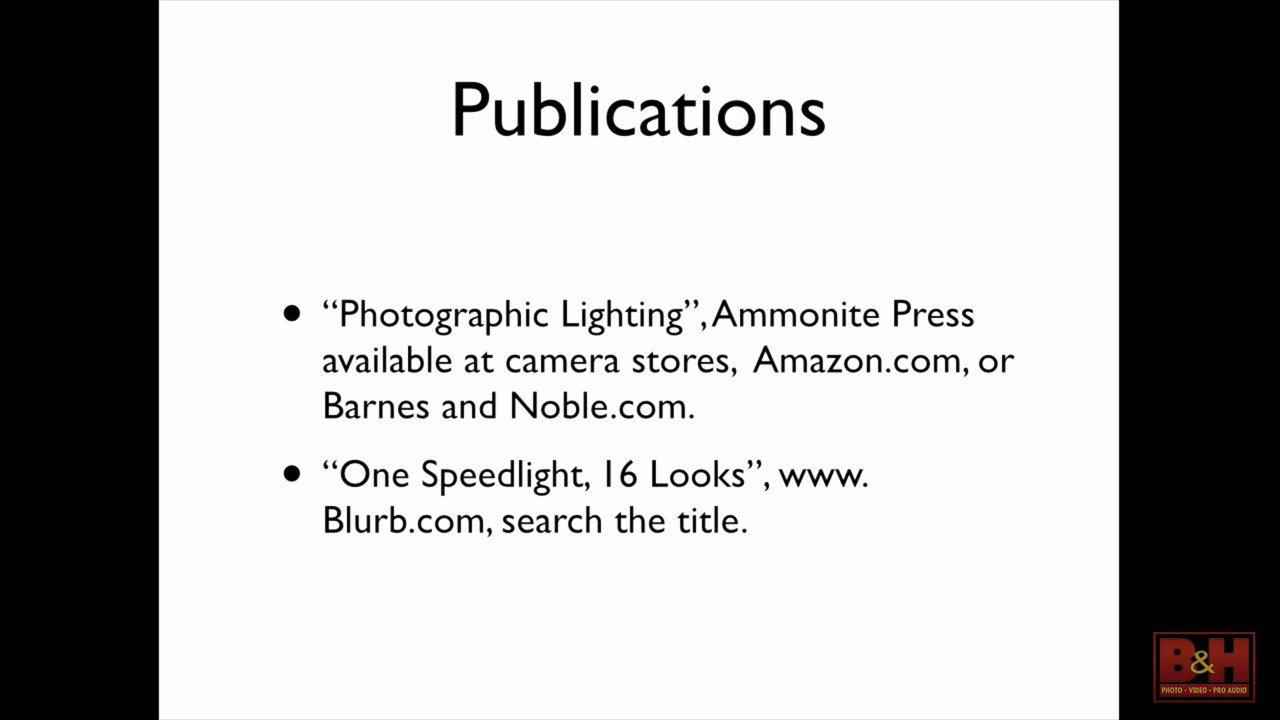 Publications
• “Photographic Lighting”, Ammonite Press
available at camera stores,  Amazon.com, or
Barnes and Noble.com.
• “One Speedlight, 16 Looks”, www.
Blurb.com, search the title.
B&H
PHOTO - VIDEO - PRO AUDIO